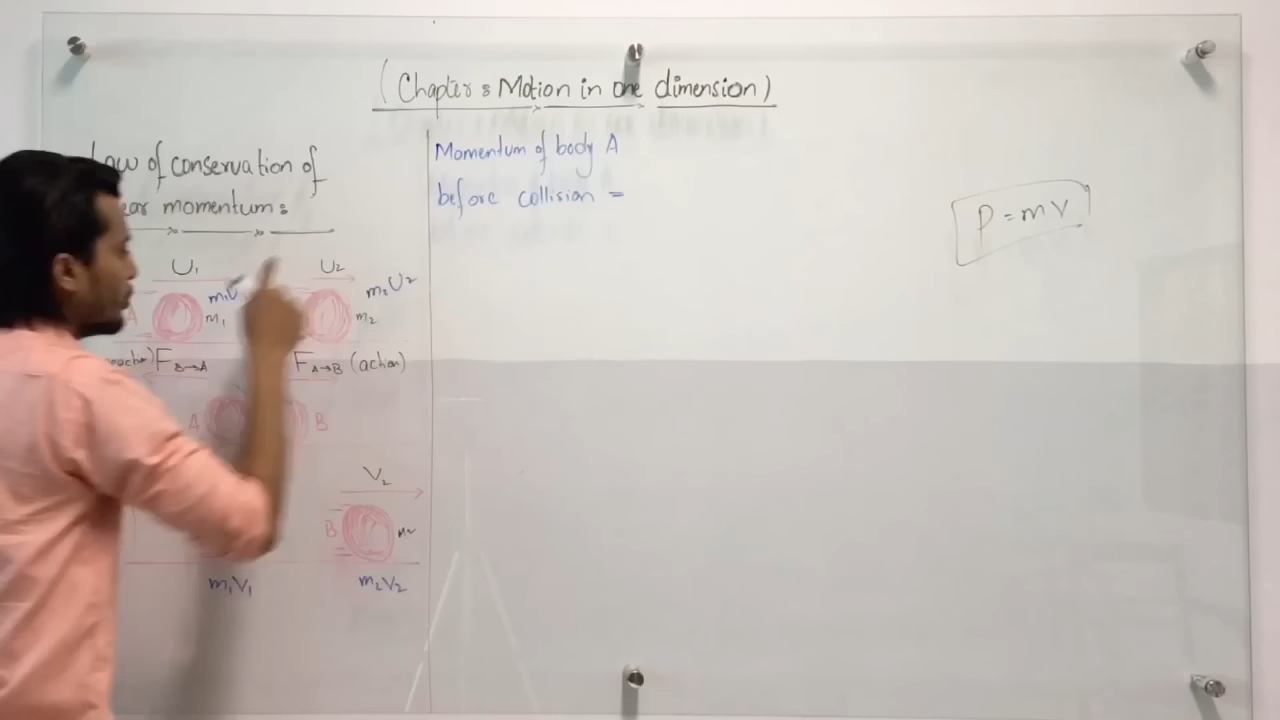 (Chapter : Motion in one dimension)
Law of conservation of
momentum :
U₁
U₂
m₁U
m₂U₂
A
m₁
m₂
F B→A
F A→B (action)
A
B
V₂
B
m₁V₁
m₂V₂
Momentum of body A
before collision =
P = mV